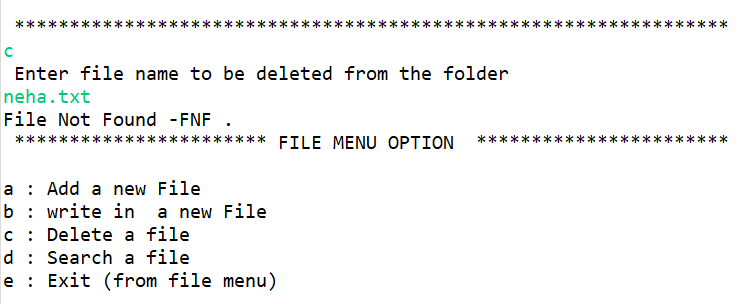 *****************************************************************
c
Enter file name to be deleted from the folder
neha.txt
File Not Found -FNF .
*********************** FILE MENU OPTION ***********************
a : Add a new File
b : write in  a new File
c : Delete a file
d : Search a file
e : Exit (from file menu)